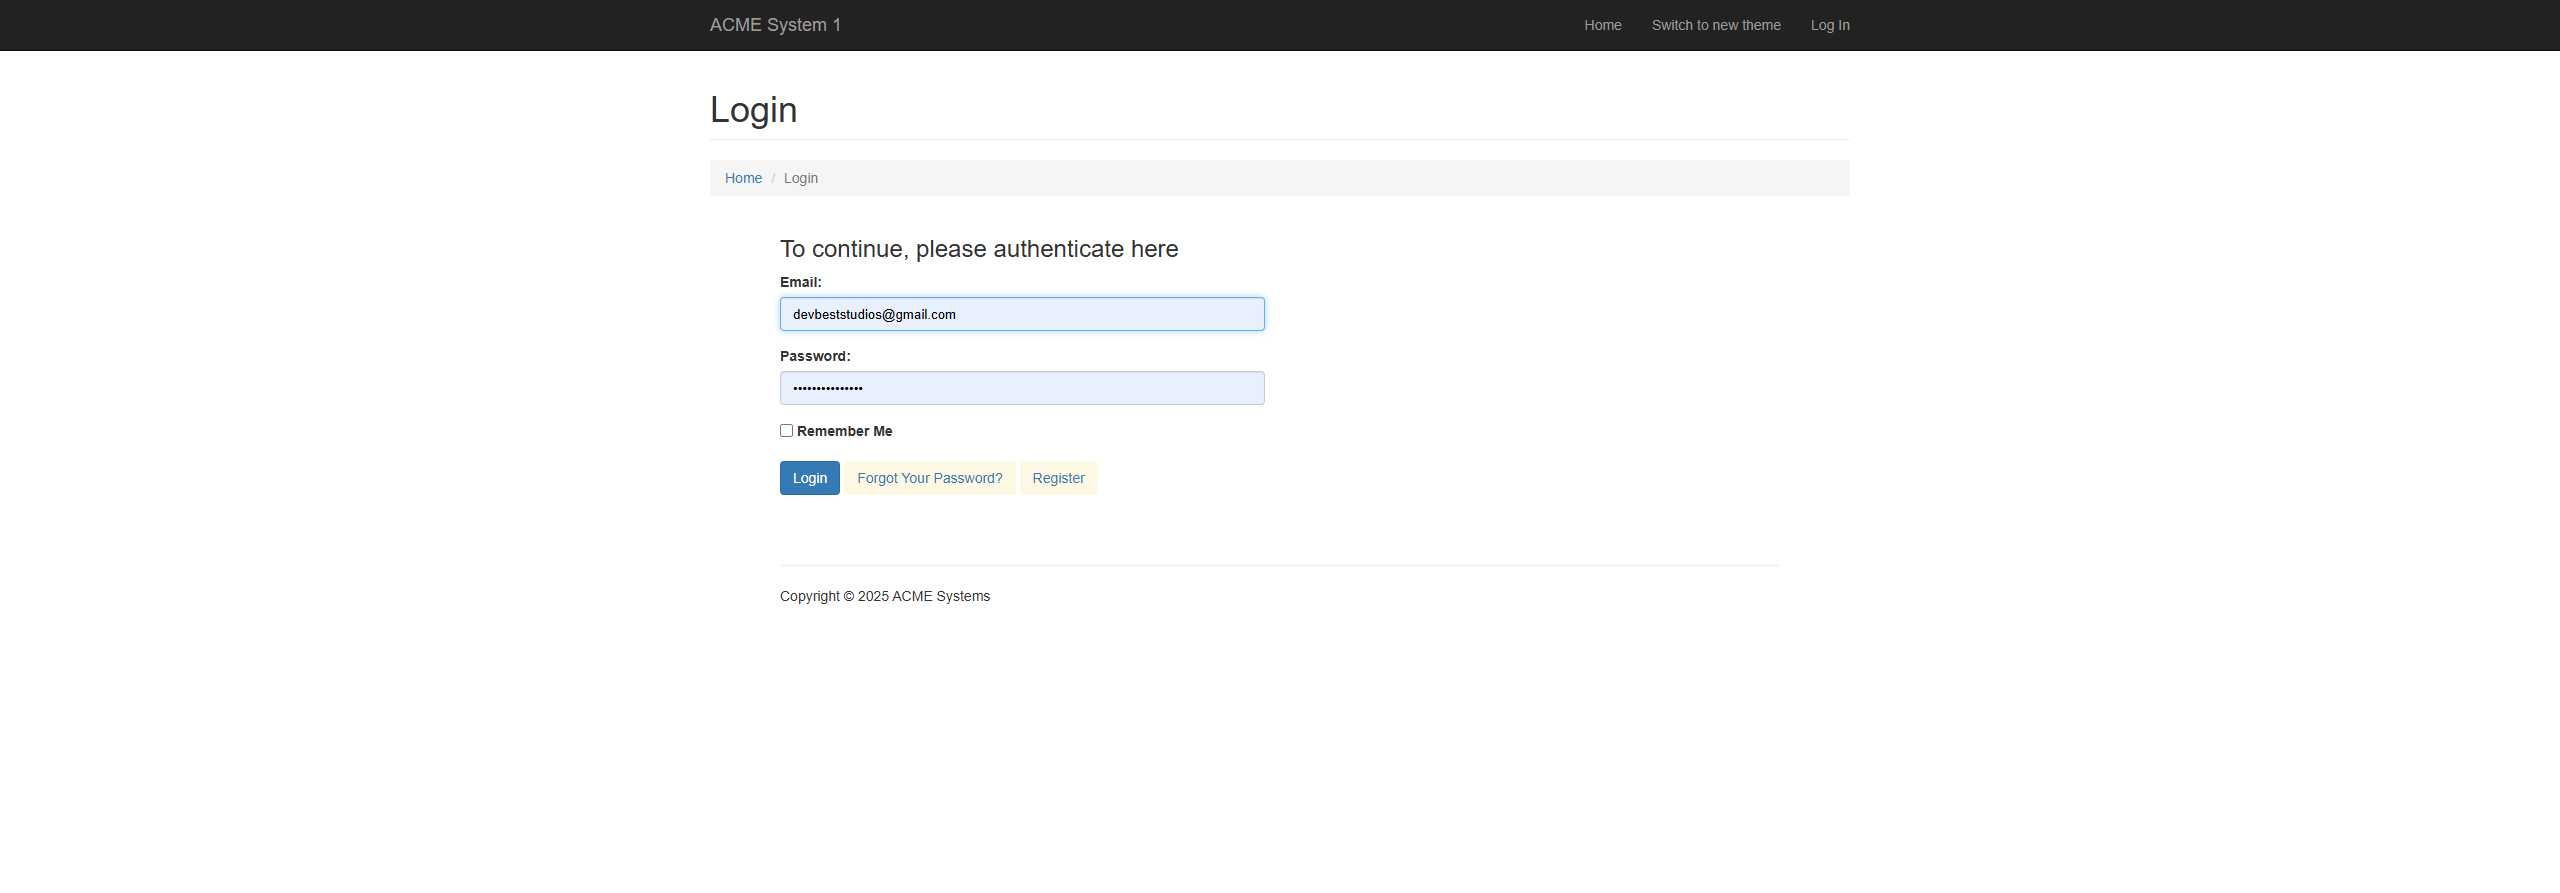 ACME System 1 Home Switch to new theme Log In
Login
Home / Login
To continue, please authenticate here
Email:
devbeststudios@gmail.com
Password:
•••••••••••••••
Remember Me
Login Forgot Your Password? Register
Copyright © 2025 ACME Systems